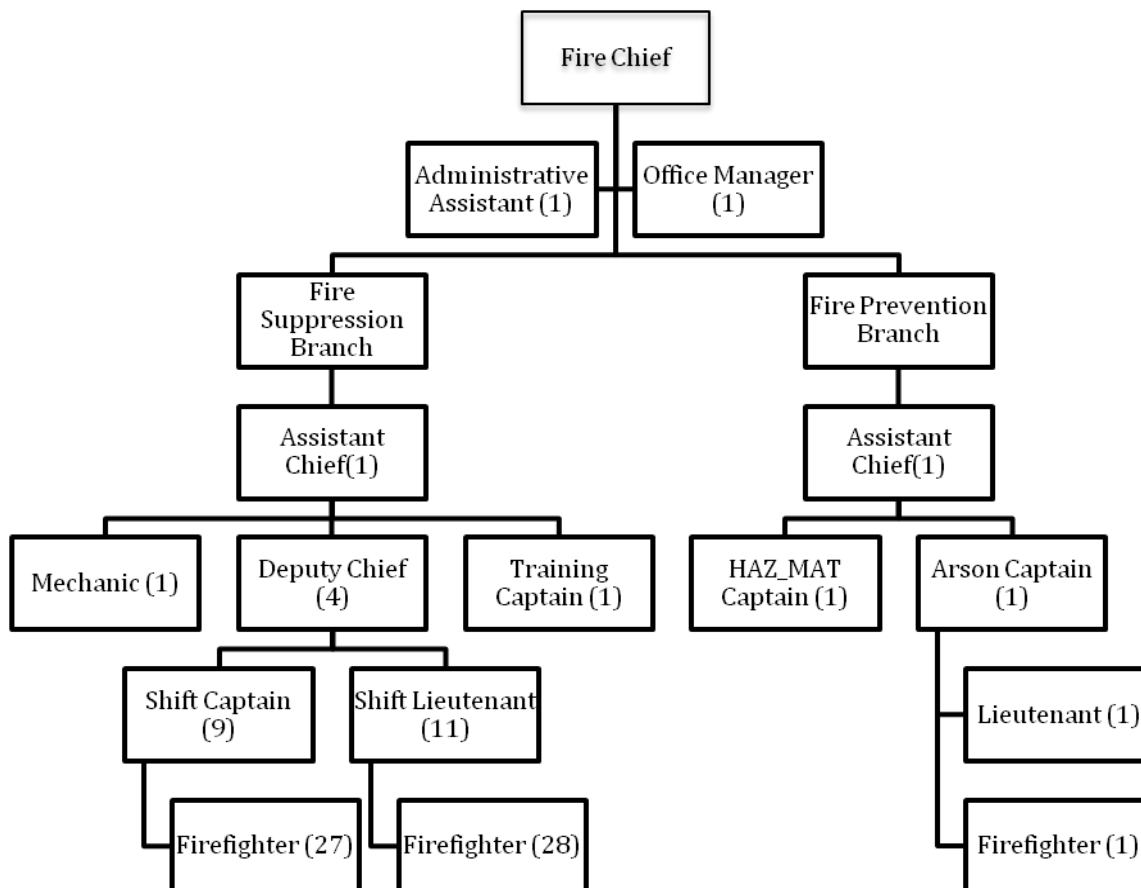 Fire Chief
Administrative
Assistant (1)
Office Manager
(1)
Fire
Suppression
Branch
Fire Prevention
Branch
Assistant
Chief(1)
Assistant
Chief(1)
Mechanic (1)
Deputy Chief
(4)
Training
Captain (1)
HAZ_MAT
Captain (1)
Arson Captain
(1)
Shift Captain
(9)
Shift Lieutenant
(11)
Lieutenant (1)
Firefighter (27)
Firefighter (28)
Firefighter (1)